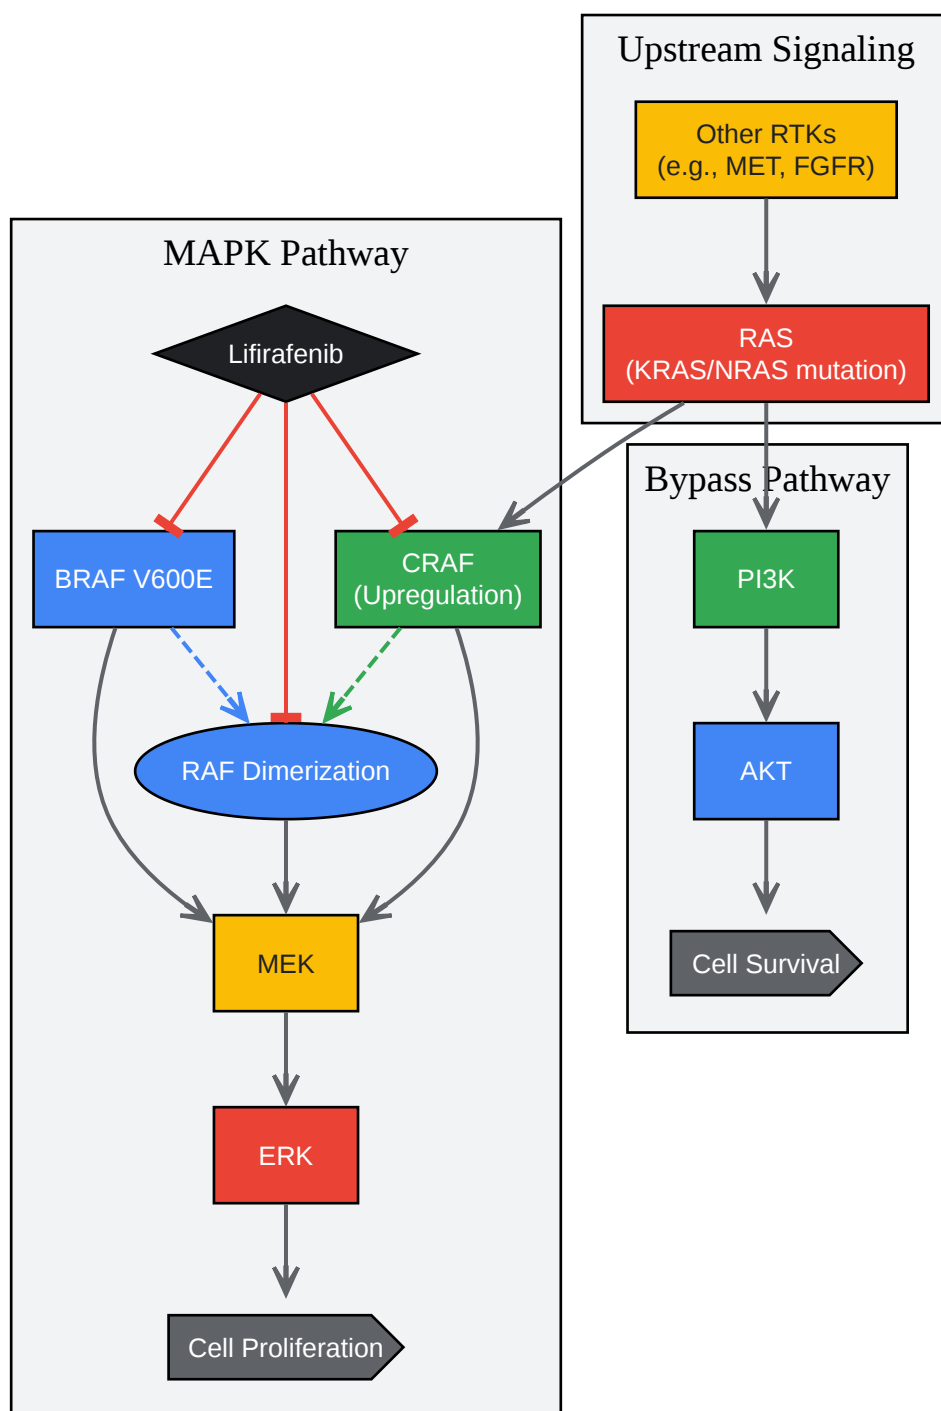 Upstream Signaling
Other RTKs
(e.g., MET, FGFR)
RAS
(KRAS/NRAS mutation)
MAPK Pathway
Lifirafenib
BRAF V600E
CRAF
(Upregulation)
RAF Dimerization
MEK
ERK
Cell Proliferation
Bypass Pathway
PI3K
AKT
Cell Survival